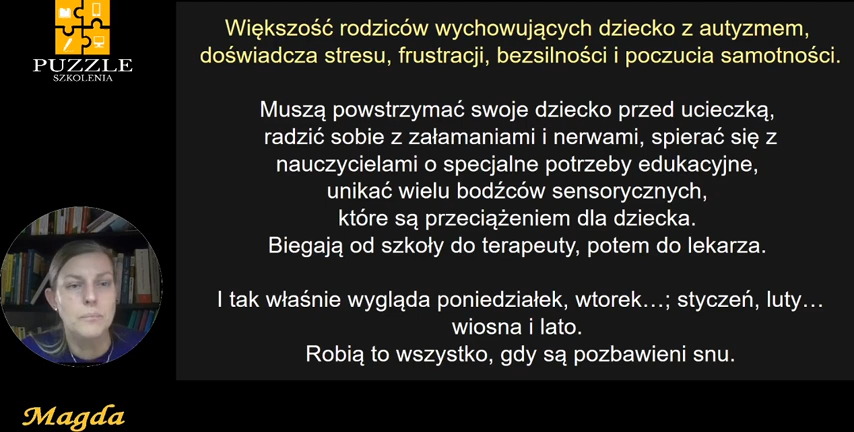 PUZZLE
SZKOLENIA
Większość rodziców wychowujących dziecko z autyzmem,
doświadcza stresu, frustracji, bezsilności i poczucia samotności.
Muszą powstrzymać swoje dziecko przed ucieczką,
radzić sobie z załamaniami i nerwami, spierać się z
nauczycielami o specjalne potrzeby edukacyjne,
unikać wielu bodźców sensorycznych,
które są przeciążeniem dla dziecka.
Biegają od szkoły do terapeuty, potem do lekarza.
I tak właśnie wygląda poniedziałek, wtorek…; styczeń, luty…
wiosna i lato.
Robią to wszystko, gdy są pozbawieni snu.
Magda